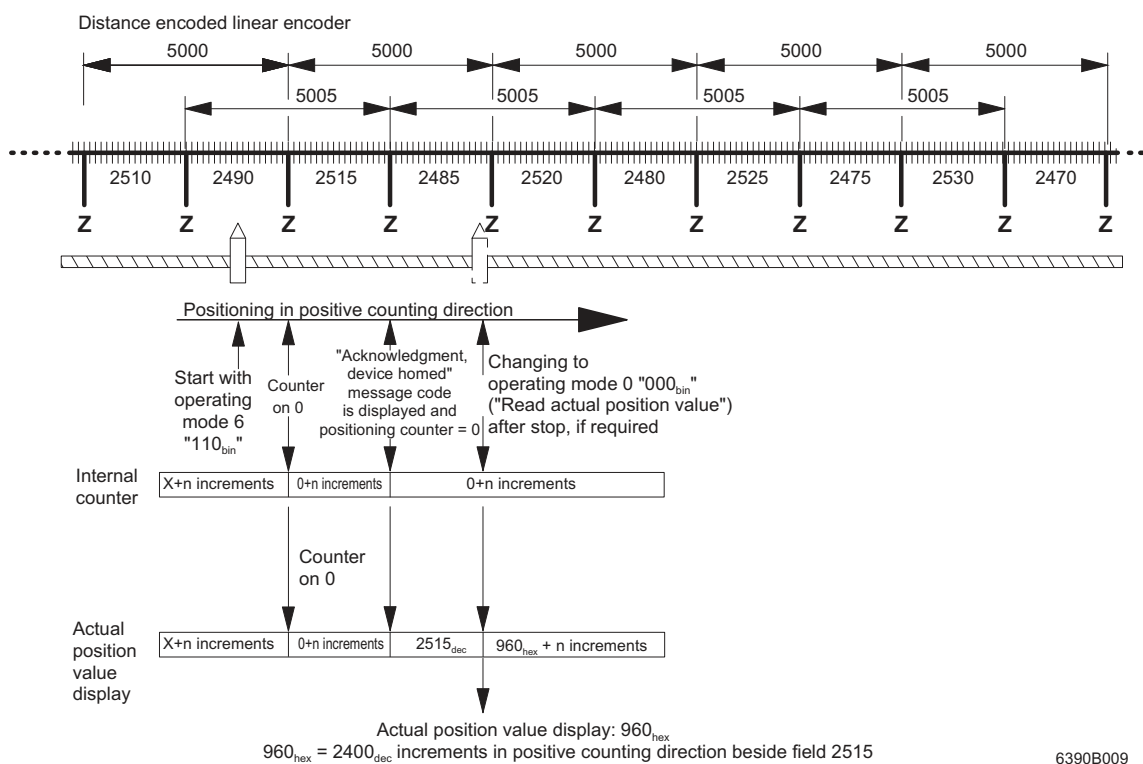 Distance encoded linear encoder
5000 5000 5000 5000 5000
5005 5005 5005 5005
2510 2490 2515 2485 2520 2480 2525 2475 2530 2470
Z Z Z Z Z Z Z Z Z Z Z
Positioning in positive counting direction
Start with
operating
mode 6
"110bin"
Counter
on 0
"Acknowledgment,
device homed"
message code
is displayed and
positioning counter = 0
Changing to
operating mode 0 "000bin"
("Read actual position value")
after stop, if required
Internal
counter
X+n increments
0+n increments
0+n increments
Counter
on 0
Actual
position
value
display
X+n increments
0+n increments
2515dec
960hex + n increments
Actual position value display: 960hex
960hex = 2400dec increments in positive counting direction beside field 2515
6390B009